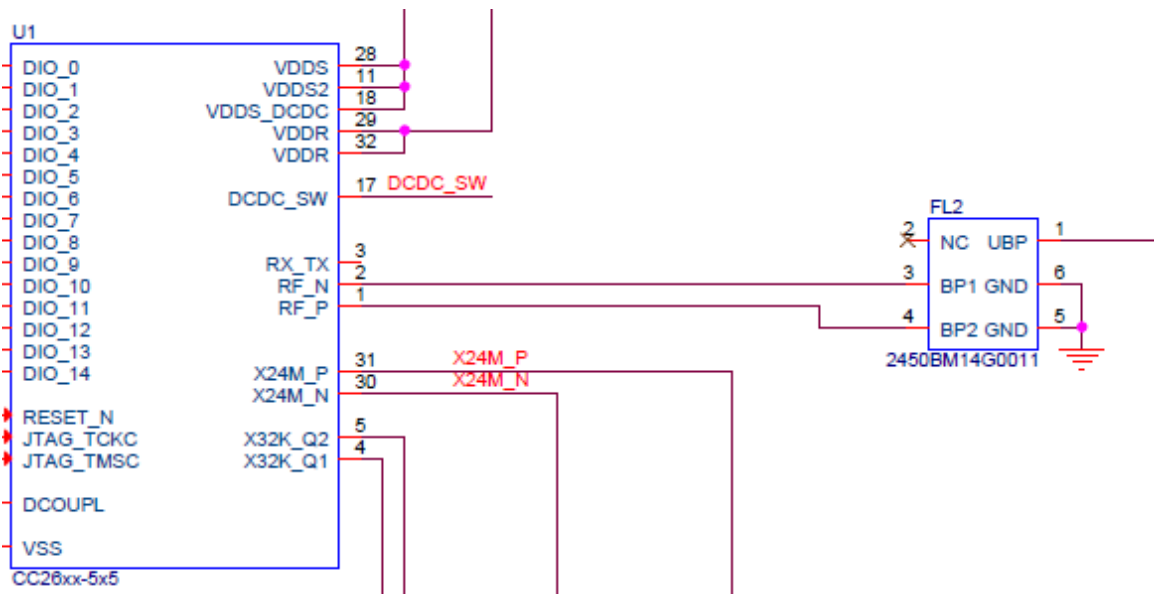 U1
DIO_0
DIO_1
DIO_2
DIO_3
DIO_4
DIO_5
DIO_6
DIO_7
DIO_8
DIO_9
DIO_10
DIO_11
DIO_12
DIO_13
DIO_14
RESET_N
JTAG_TCKC
JTAG_TMSC
DCOUPL
VSS
VDDS 28
VDDS2 11
VDDS_DCDC 18
VDDR 29
VDDR 32
DCDC_SW 17 DCDC_SW
RX_TX 3
RF_N 2
RF_P 1
X24M_P 31 X24M_P
X24M_N 30 X24M_N
X32K_Q2 5
X32K_Q1 4
CC26xx-5x5
FL2
2 NC UBP 1
3 BP1 GND 6
4 BP2 GND 5
2450BM14G0011